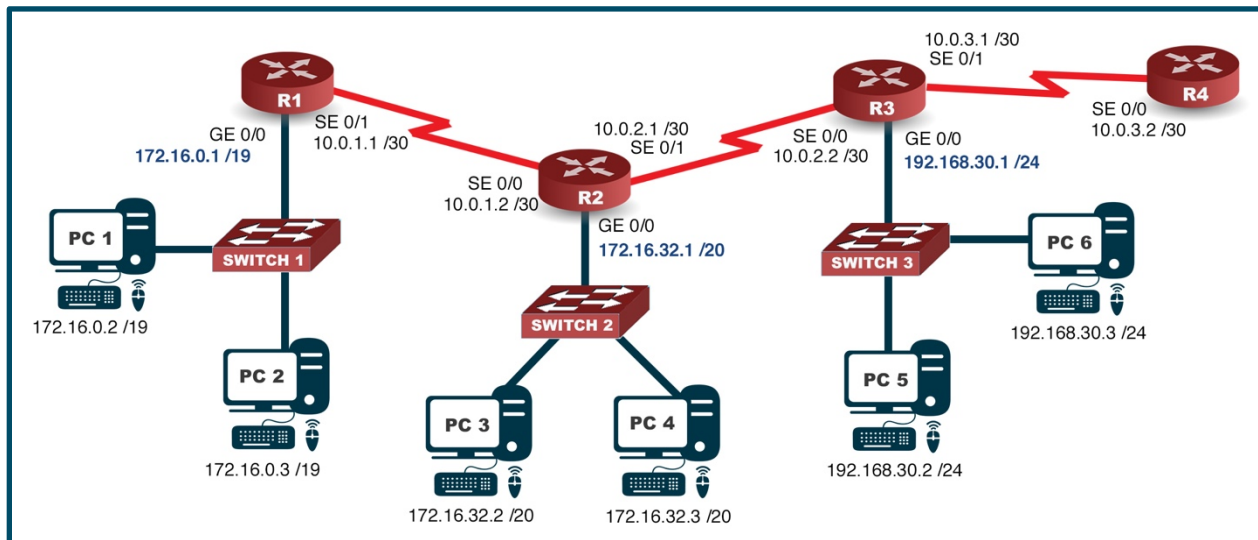 R1
GE 0/0
172.16.0.1 /19
SE 0/1
10.0.1.1 /30
PC 1
172.16.0.2 /19
SWITCH 1
PC 2
172.16.0.3 /19
SE 0/0
10.0.1.2 /30
10.0.2.1 /30
SE 0/1
R2
GE 0/0
172.16.32.1 /20
SWITCH 2
PC 3
172.16.32.2 /20
PC 4
172.16.32.3 /20
SE 0/0
10.0.2.2 /30
R3
10.0.3.1 /30
SE 0/1
GE 0/0
192.168.30.1 /24
SWITCH 3
PC 5
192.168.30.2 /24
PC 6
192.168.30.3 /24
R4
SE 0/0
10.0.3.2 /30